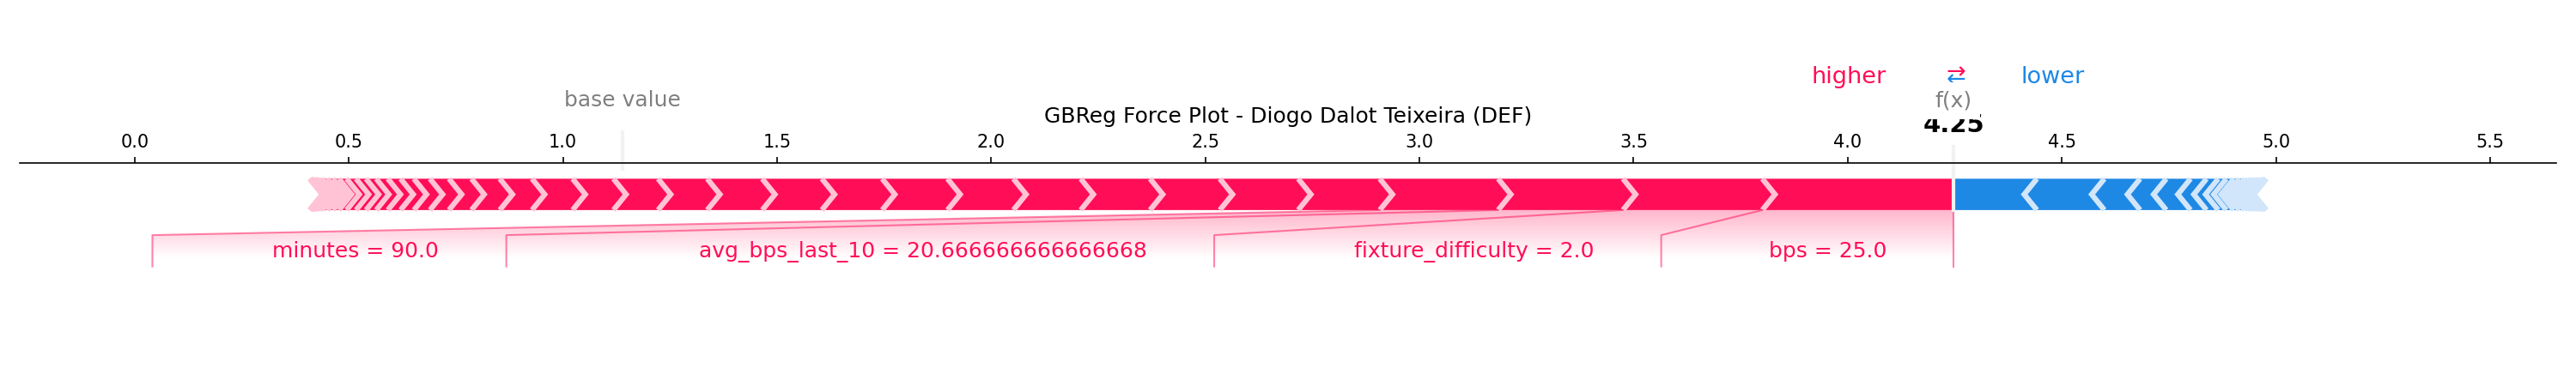 higher ⇄ lower
base value f(x)
GBReg Force Plot - Diogo Dalot Teixeira (DEF)
4.25
0.0 0.5 1.0 1.5 2.0 2.5 3.0 3.5 4.0 4.5 5.0 5.5
minutes = 90.0 avg_bps_last_10 = 20.666666666666668 fixture_difficulty = 2.0 bps = 25.0